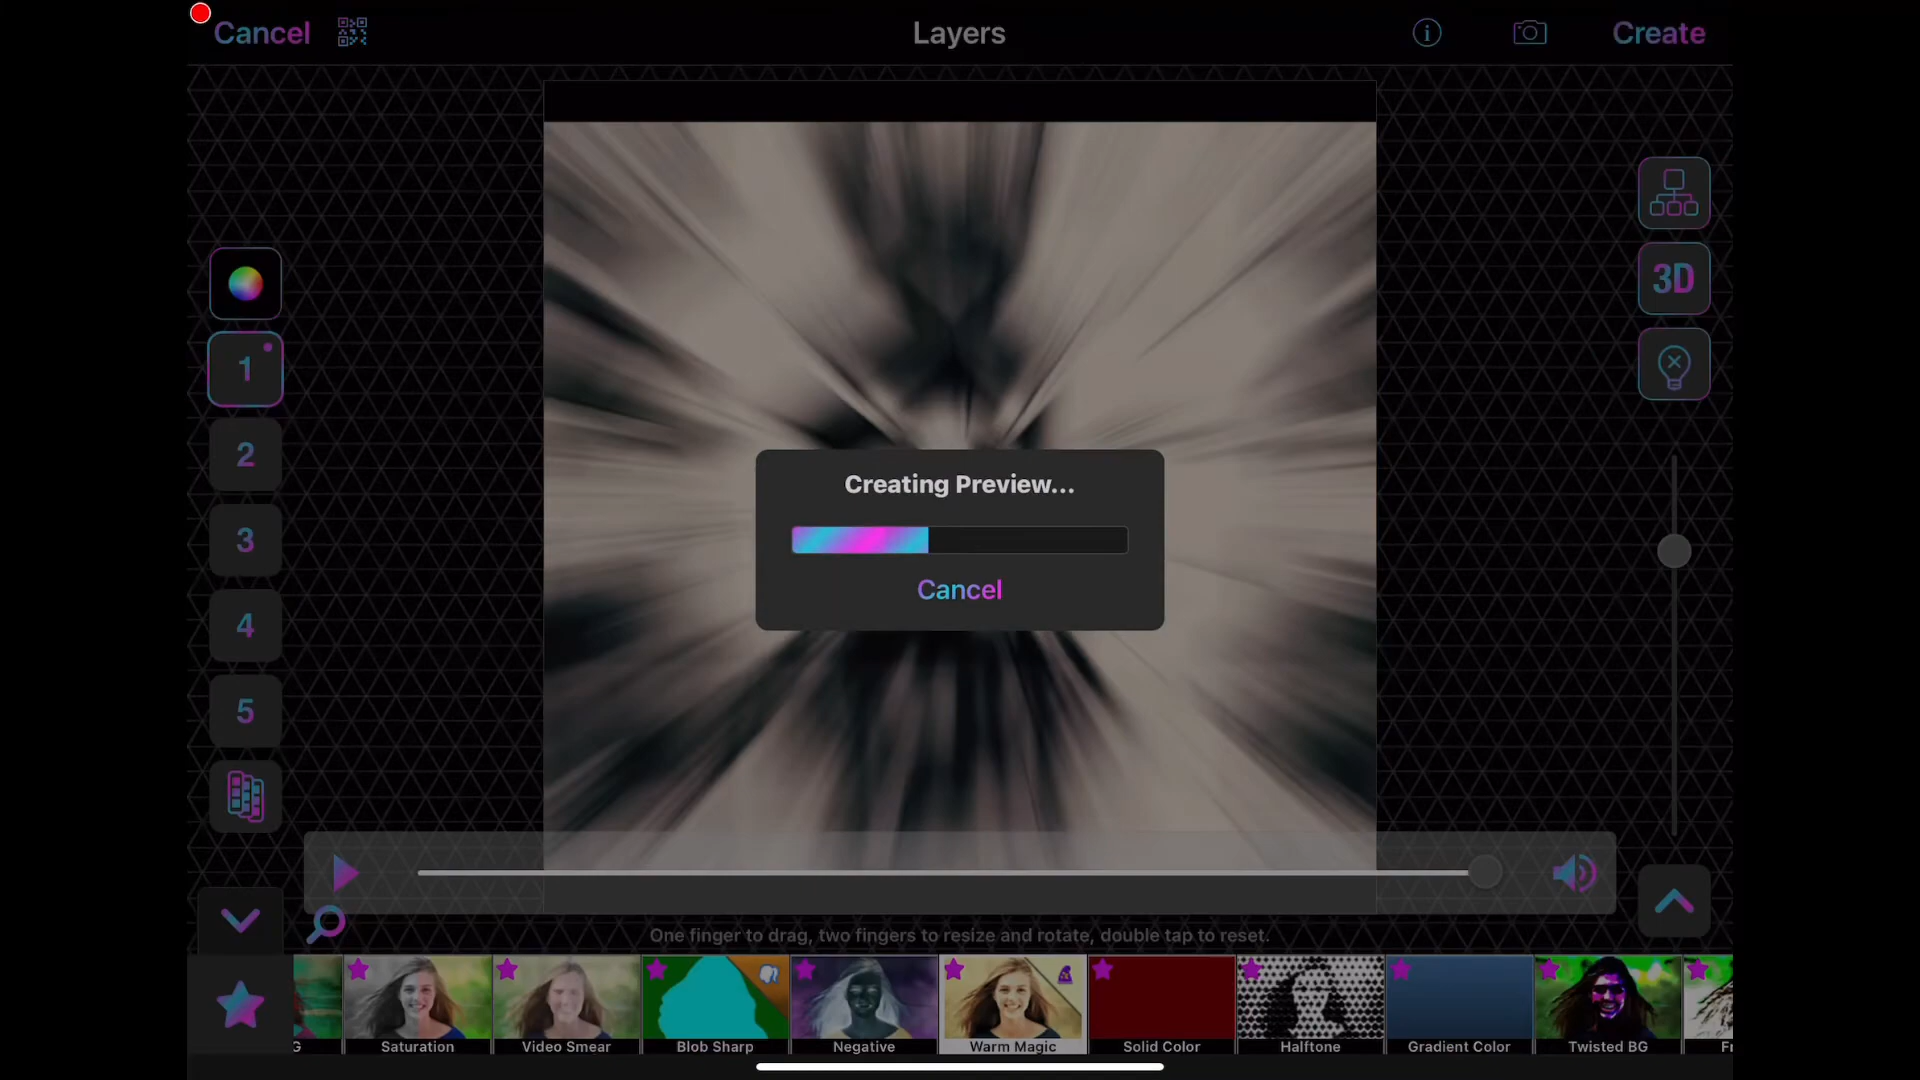 Cancel
Layers
Create
3D
1
2
3
4
5
Creating Preview...
Cancel
One finger to drag, two fingers to resize and rotate, double tap to reset.
G
Saturation
Video Smear
Blob Sharp
Negative
Warm Magic
Solid Color
Halftone
Gradient Color
Twisted BG
Fr